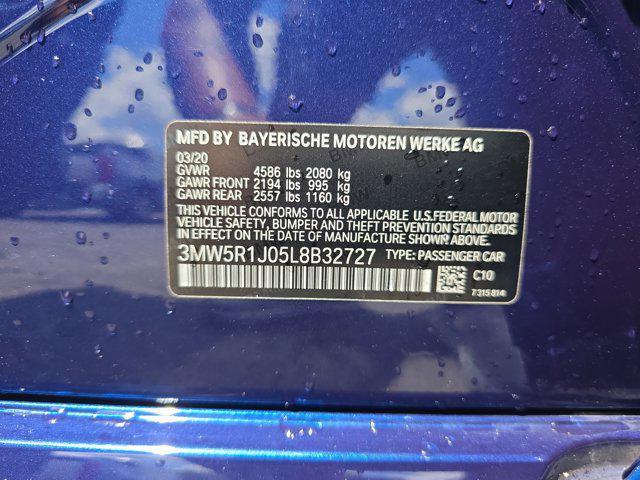 MFD BY BAYERISCHE MOTOREN WERKE AG
03/20
GVWR 4586 lbs 2080 kg
GAWR FRONT 2194 lbs 995 kg
GAWR REAR 2557 lbs 1160 kg
THIS VEHICLE CONFORMS TO ALL APPLICABLE U.S.FEDERAL MOTOR
VEHICLE SAFETY, BUMPER, AND THEFT PREVENTION STANDARDS
IN EFFECT ON THE DATE OF MANUFACTURE SHOWN ABOVE.
3MW5R1J05L8B32727 TYPE: PASSENGER CAR
C10
7315814